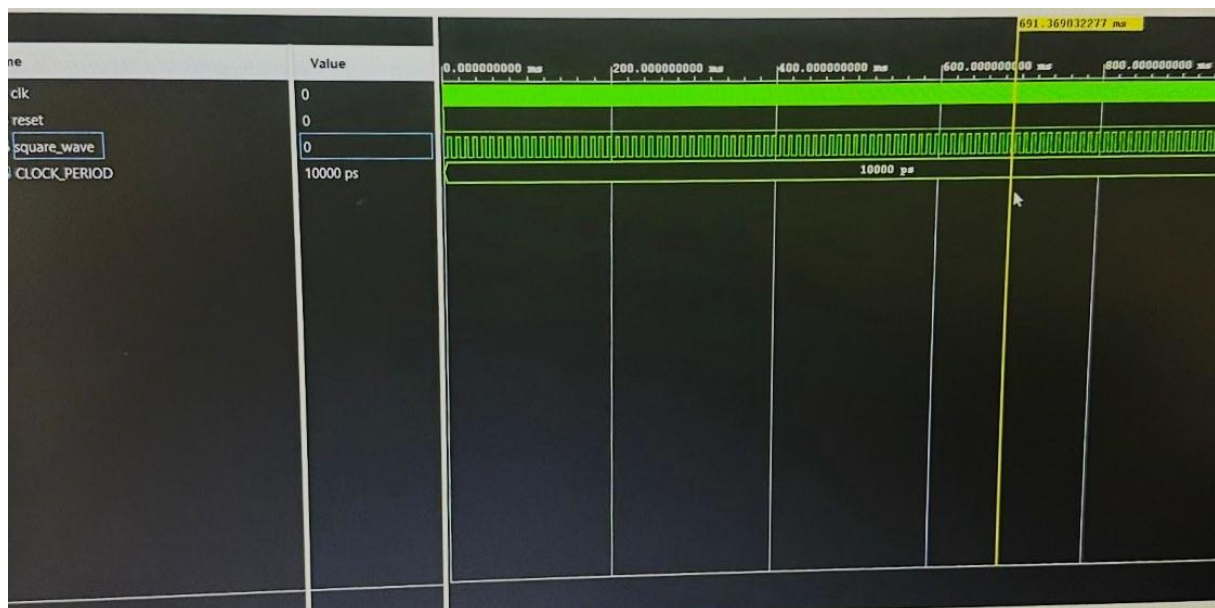 691.369032277 ms
ne Value
0.000000000 ms 200.000000000 ms 400.000000000 ms 600.000000000 ms 800.000000000 ms
clk 0
reset 0
square_wave 0
CLOCK_PERIOD 10000 ps 10000 ps